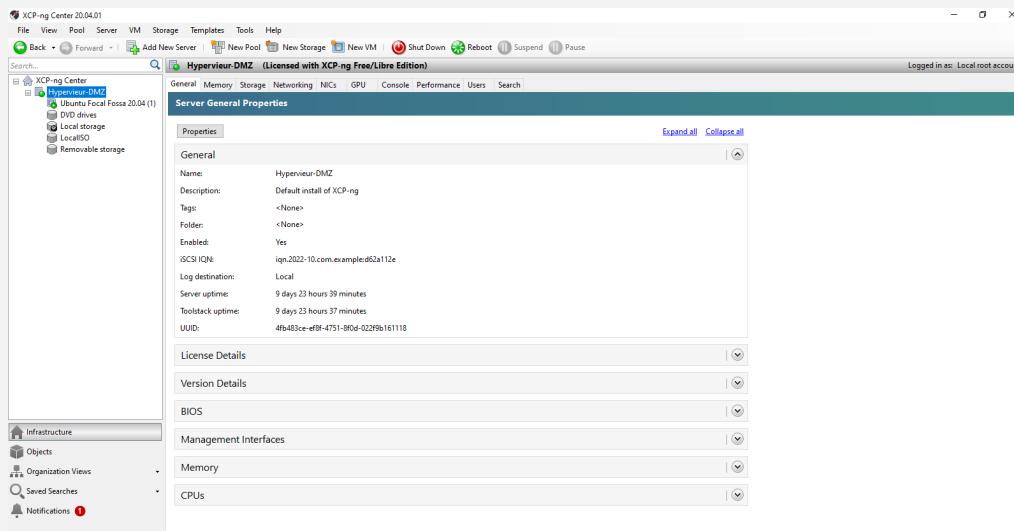 XCP-ng Center 20.04.01
File View Pool Server VM Storage Templates Tools Help
Back Forward Add New Server New Pool New Storage New VM Shut Down Reboot Suspend Pause
Search...
Hypervieur-DMZ (Licensed with XCP-ng Free/Libre Edition) Logged in as: Local root accou
XCP-ng Center
Hypervieur-DMZ
Ubuntu Focal Fossa 20.04 (1)
DVD drives
Local storage
LocalISO
Removable storage
General Memory Storage Networking NICs GPU Console Performance Users Search
Server General Properties
Properties Expand all Collapse all
General
Name: Hypervieur-DMZ
Description: Default install of XCP-ng
Tags: <None>
Folder: <None>
Enabled: Yes
iSCSI IQN: iqn.2022-10.com.example:d62a112e
Log destination: Local
Server uptime: 9 days 23 hours 39 minutes
Toolstack uptime: 9 days 23 hours 37 minutes
UUID: 4fb483ce-ef8f-4751-8f0d-022f9b161118
License Details
Version Details
BIOS
Management Interfaces
Memory
CPUs
Infrastructure
Objects
Organization Views
Saved Searches
Notifications 1